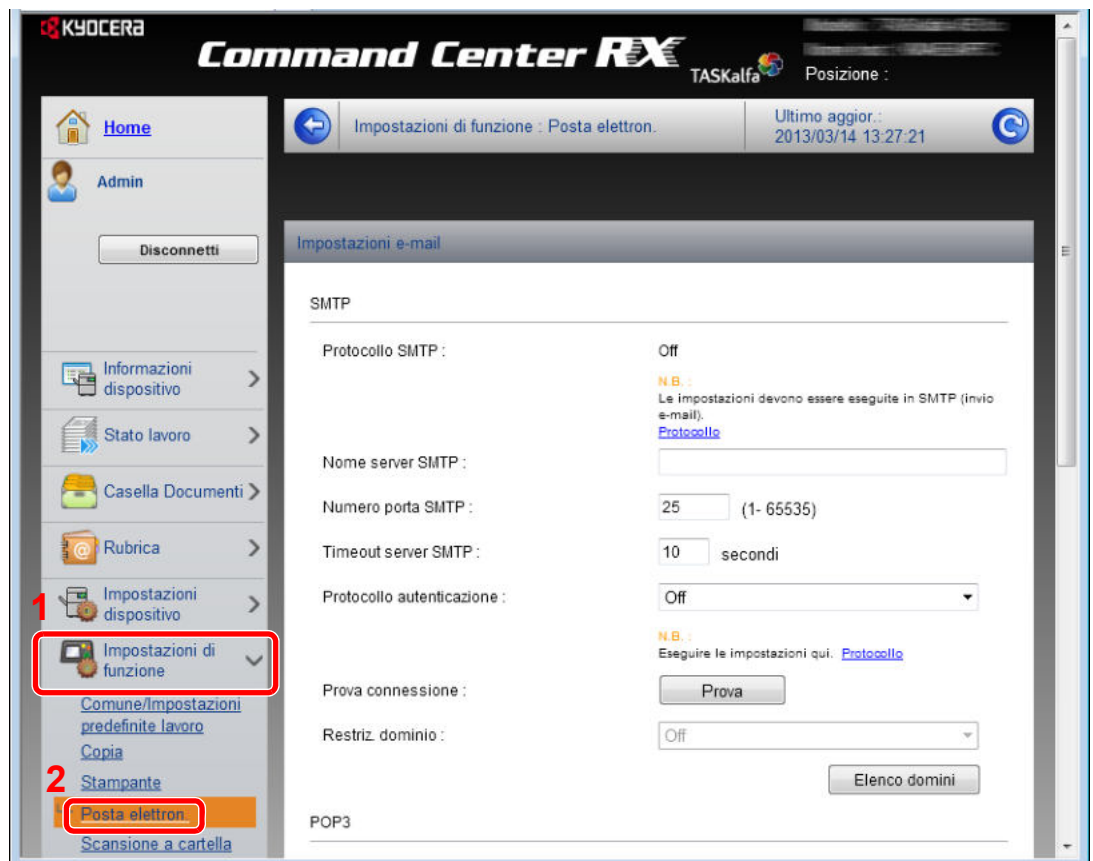 KYOCERA
Command Center RX
TASKalfa
Posizione :
Home
Impostazioni di funzione : Posta elettron.
Ultimo aggior.:
2013/03/14 13:27:21
Admin
Disconnetti
Impostazioni e-mail
SMTP
Protocollo SMTP :
Off
N.B. :
Le impostazioni devono essere eseguite in SMTP (invio
e-mail).
Protocollo
Nome server SMTP :
Numero porta SMTP :
25
(1- 65535)
Timeout server SMTP :
10
secondi
Protocollo autenticazione :
Off
N.B. :
Eseguire le impostazioni qui. Protocollo
Prova connessione :
Prova
Restriz. dominio :
Off
Elenco domini
POP3
Informazioni
dispositivo
Stato lavoro
Casella Documenti
Rubrica
1
Impostazioni
dispositivo
Impostazioni di
funzione
Comune/Impostazioni
predefinite lavoro
Copia
2
Stampante
Posta elettron.
Scansione a cartella